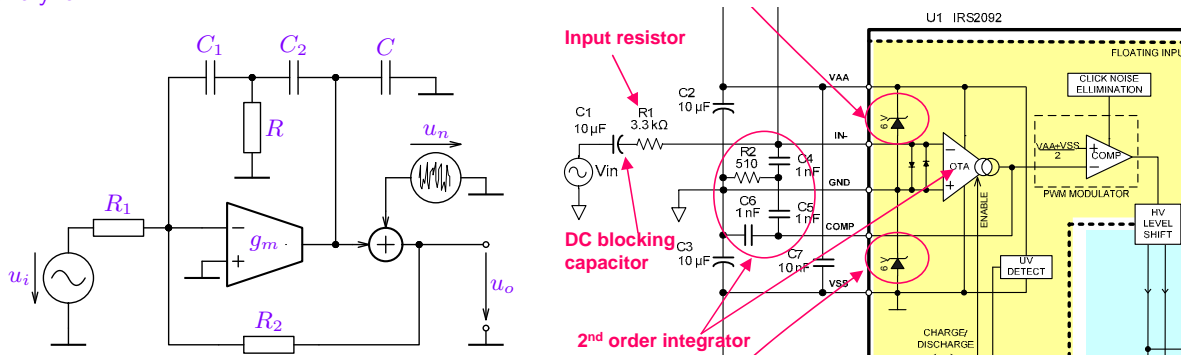 C₁
C₂
C
R
uₙ
R₁
gₘ
−
+
+
uᵢ
uₒ
R₂
U1 IRS2092
FLOATING INPU
Input resistor
VAA
CLICK NOISE
ELLIMINATION
C2
10 µF
6 V
C1
10 µF
R1
3.3 kΩ
IN-
VAA+VSS
2
+
−
COMP
PWM MODULATOR
R2
510
C4
1 nF
−
OTA
+
Vin
GND
C6
1 nF
C5
1 nF
ENABLE
HV
LEVEL
SHIFT
COMP
DC blocking
capacitor
C3
10 µF
C7
10 nF
6 V
UV
DETECT
VSS
2nd order integrator
CHARGE/
DISCHARGE